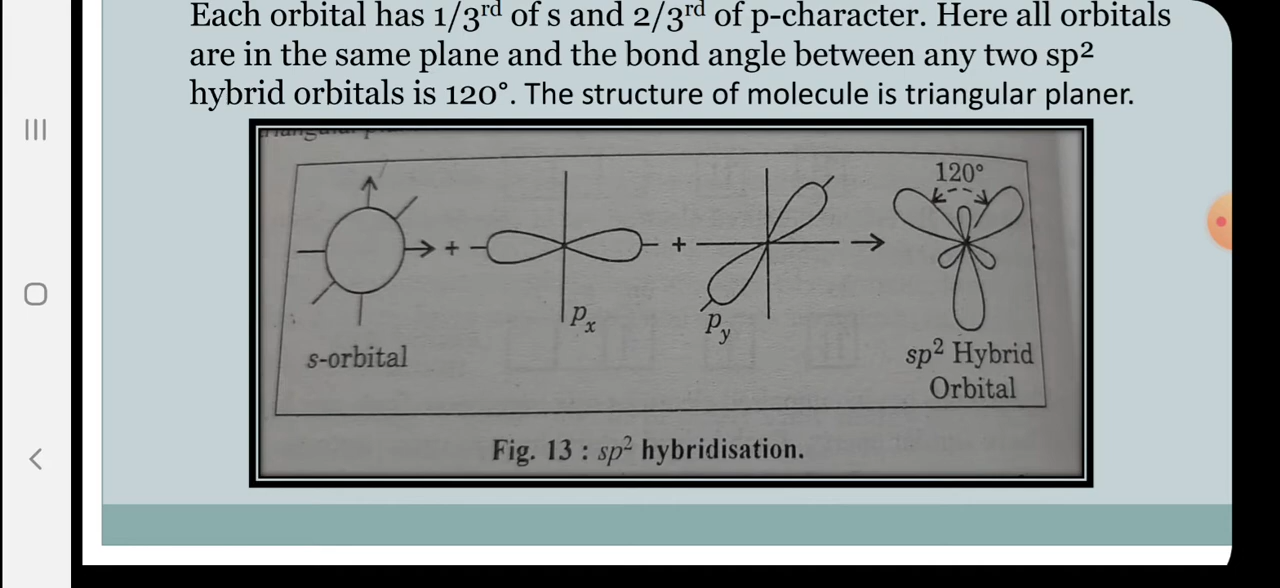 Each orbital has 1/3rd of s and 2/3rd of p-character. Here all orbitals
are in the same plane and the bond angle between any two sp2
hybrid orbitals is 120°. The structure of molecule is triangular planer.
120°
+
+
px
py
s-orbital
sp2 Hybrid
Orbital
Fig. 13 : sp2 hybridisation.